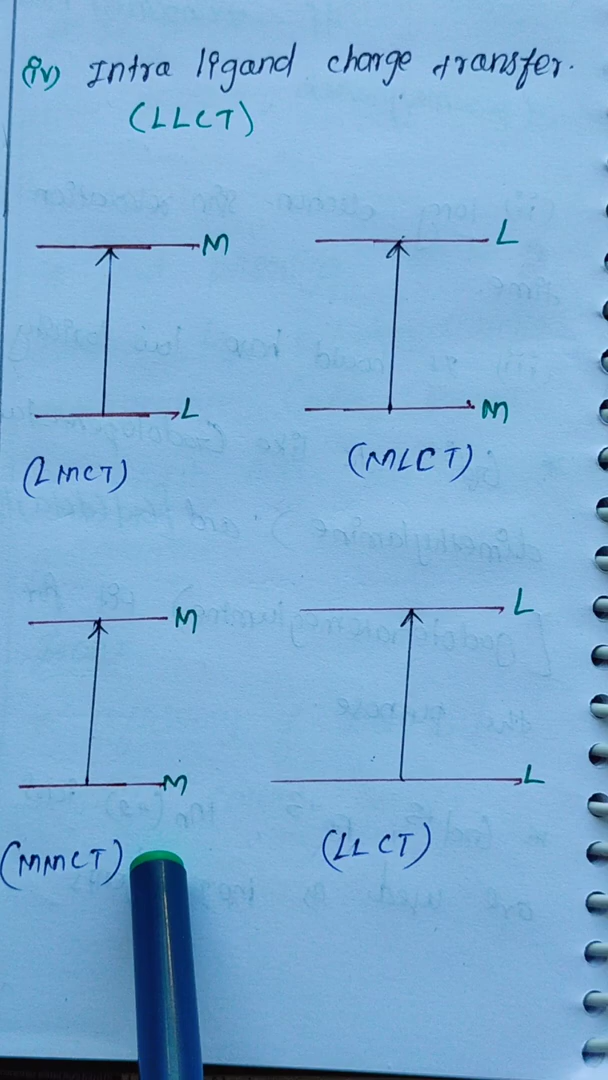 (iv) Intra ligand charge transfer.
(LLCT)
M L
L M
(LMCT) (MLCT)
M L
M L
(MMCT) (LLCT)